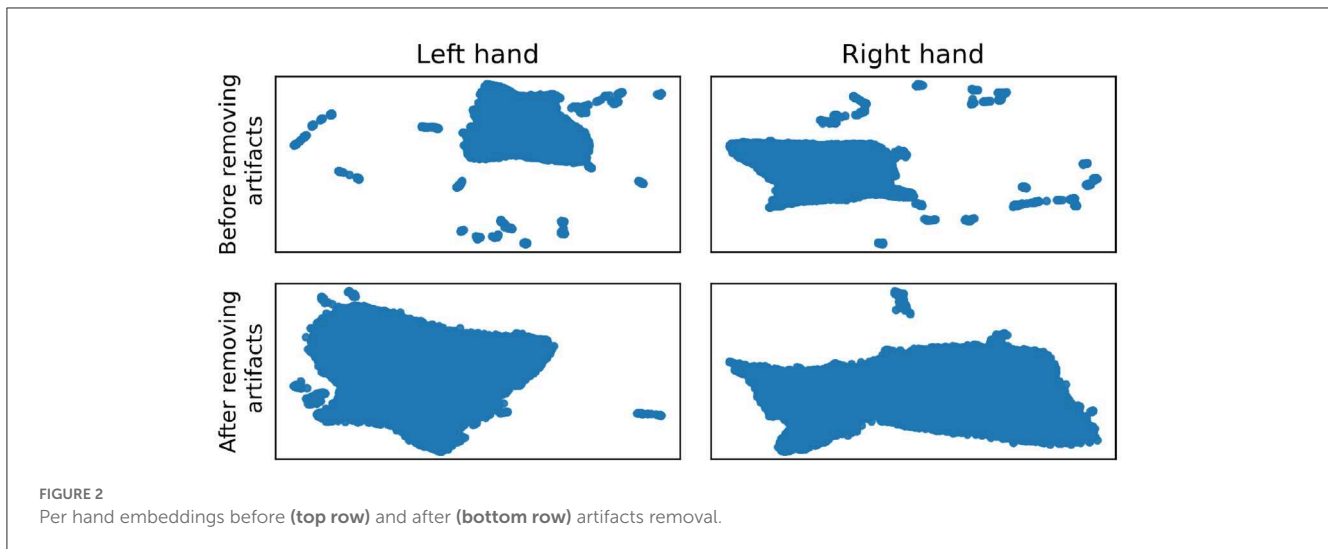 Left hand
Right hand
Before removing
artifacts
After removing
artifacts
FIGURE 2
Per hand embeddings before (top row) and after (bottom row) artifacts removal.